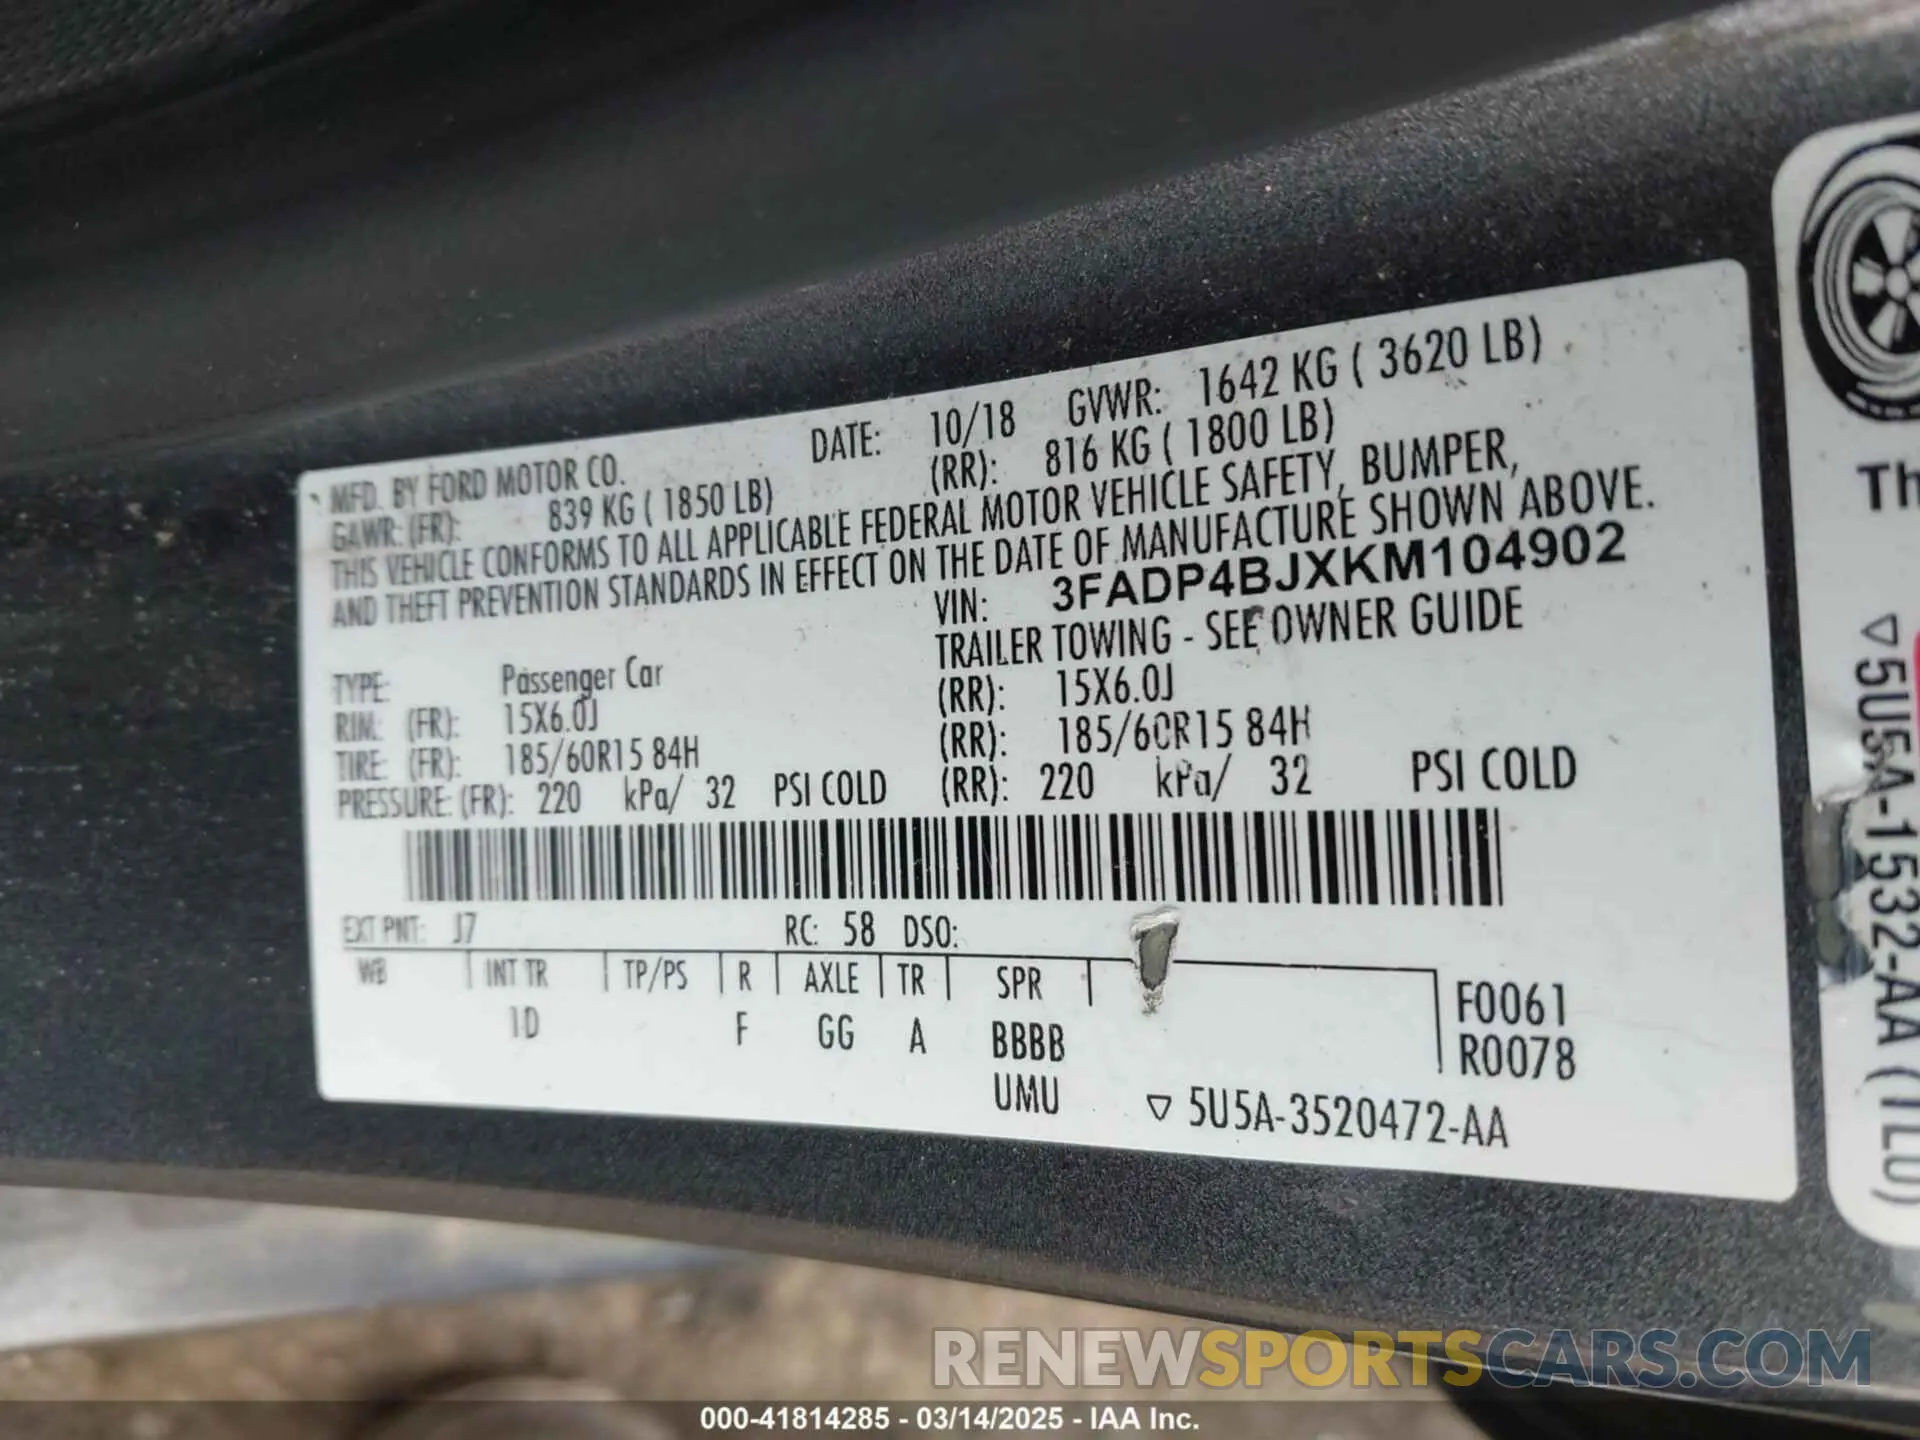 MFD. BY FORD MOTOR CO. DATE: 10/18 GVWR: 1642 KG ( 3620 LB)
GAWR: (FR): 839 KG ( 1850 LB) (RR): 816 KG ( 1800 LB)
THIS VEHICLE CONFORMS TO ALL APPLICABLE FEDERAL MOTOR VEHICLE SAFETY, BUMPER,
AND THEFT PREVENTION STANDARDS IN EFFECT ON THE DATE OF MANUFACTURE SHOWN ABOVE.
VIN: 3FADP4BJXKM104902
TRAILER TOWING - SEE OWNER GUIDE
TYPE: Passenger Car
RIM: (FR): 15X6.0J (RR): 15X6.0J
TIRE: (FR): 185/60R15 84H (RR): 185/60R15 84H
PRESSURE: (FR): 220 kPa/ 32 PSI COLD (RR): 220 kPa/ 32 PSI COLD
EXT PNT: J7 RC: 58 DSO:
WB INT TR TP/PS R AXLE TR SPR
1D F GG A BBBB
UMU
F0061
R0078
▽ 5U5A-3520472-AA
Th
▽5U5A-1532-AA (TL0)
RENEWSPORTSCARS.COM
000-41814285 - 03/14/2025 - IAA Inc.